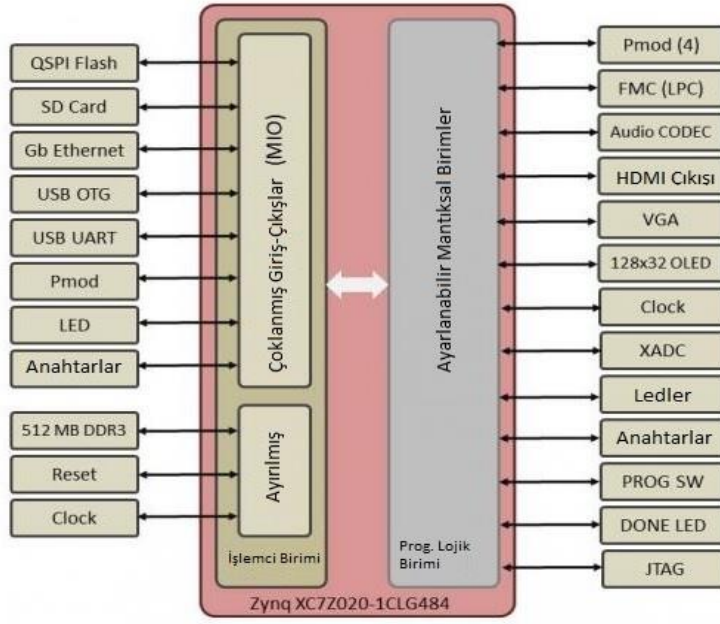 QSPI Flash
SD Card
Gb Ethernet
USB OTG
USB UART
Pmod
LED
Anahtarlar
512 MB DDR3
Reset
Clock
Çoklanmış Giriş-Çıkışlar (MIO)
Ayırılmış
İşlemci Birimi
Ayarlanabilir Mantıksal Birimler
Prog. Lojik
Birimi
Zynq XC7Z020-1CLG484
Pmod (4)
FMC (LPC)
Audio CODEC
HDMI Cıkısı
VGA
128x32 OLED
Clock
XADC
Ledler
Anahtarlar
PROG SW
DONE LED
JTAG